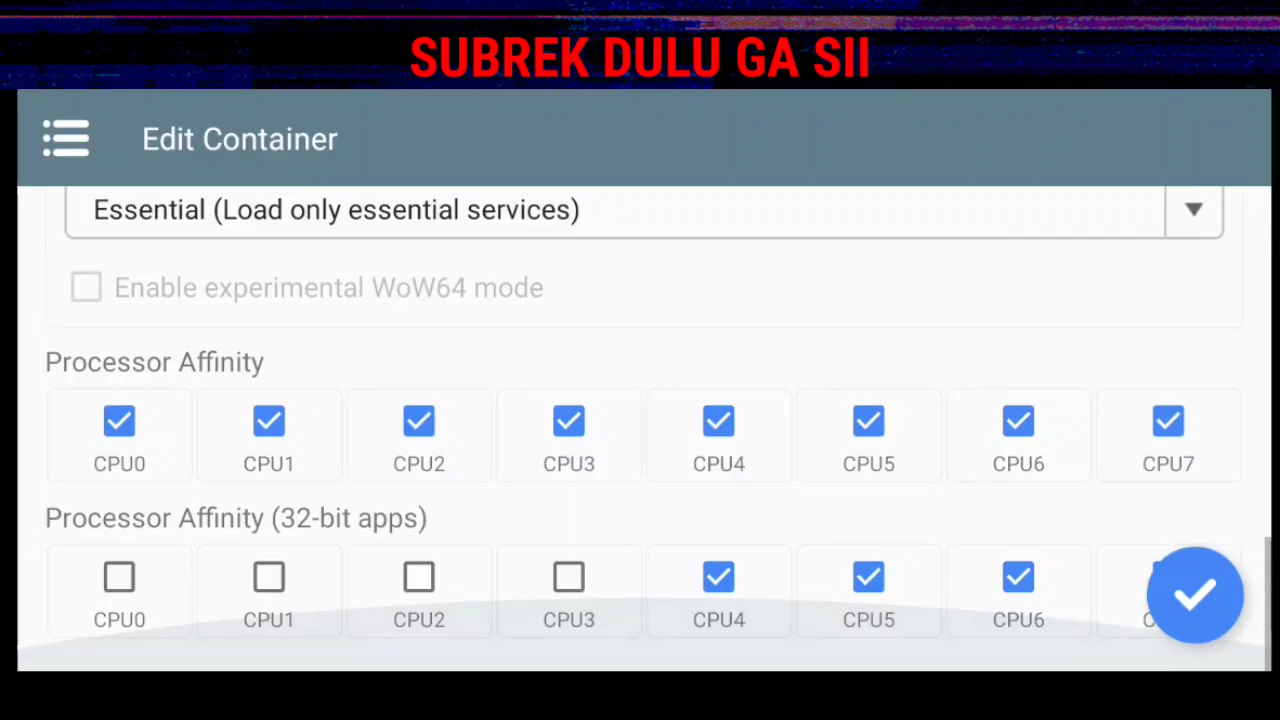 SUBREK DULU GA SII
Edit Container
Essential (Load only essential services)
Enable experimental WoW64 mode
Processor Affinity
CPU0 CPU1 CPU2 CPU3 CPU4 CPU5 CPU6 CPU7
Processor Affinity (32-bit apps)
CPU0 CPU1 CPU2 CPU3 CPU4 CPU5 CPU6